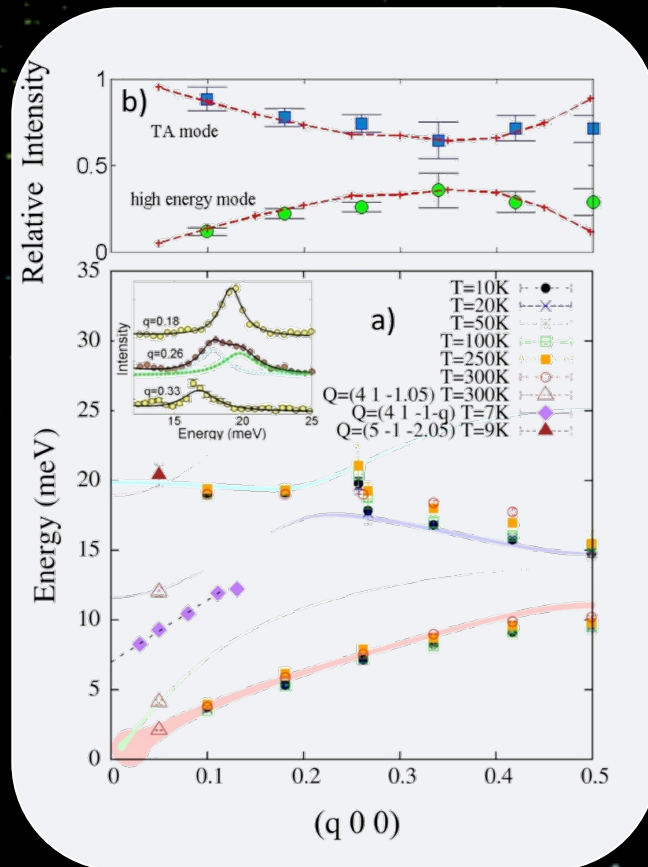 Relative Intensity
1
0.5
0
b)
TA mode
high energy mode
35
30
25
20
15
10
5
0
Energy (meV)
a)
Intensity
q=0.18
q=0.26
q=0.33
15 20 25
Energy (meV)
T=10K
T=20K
T=50K
T=100K
T=250K
T=300K
Q=(4 1 -1.05) T=300K
Q=(4 1 -1-q) T=7K
Q=(5 -1 -2.05) T=9K
0 0.1 0.2 0.3 0.4 0.5
(q 0 0)